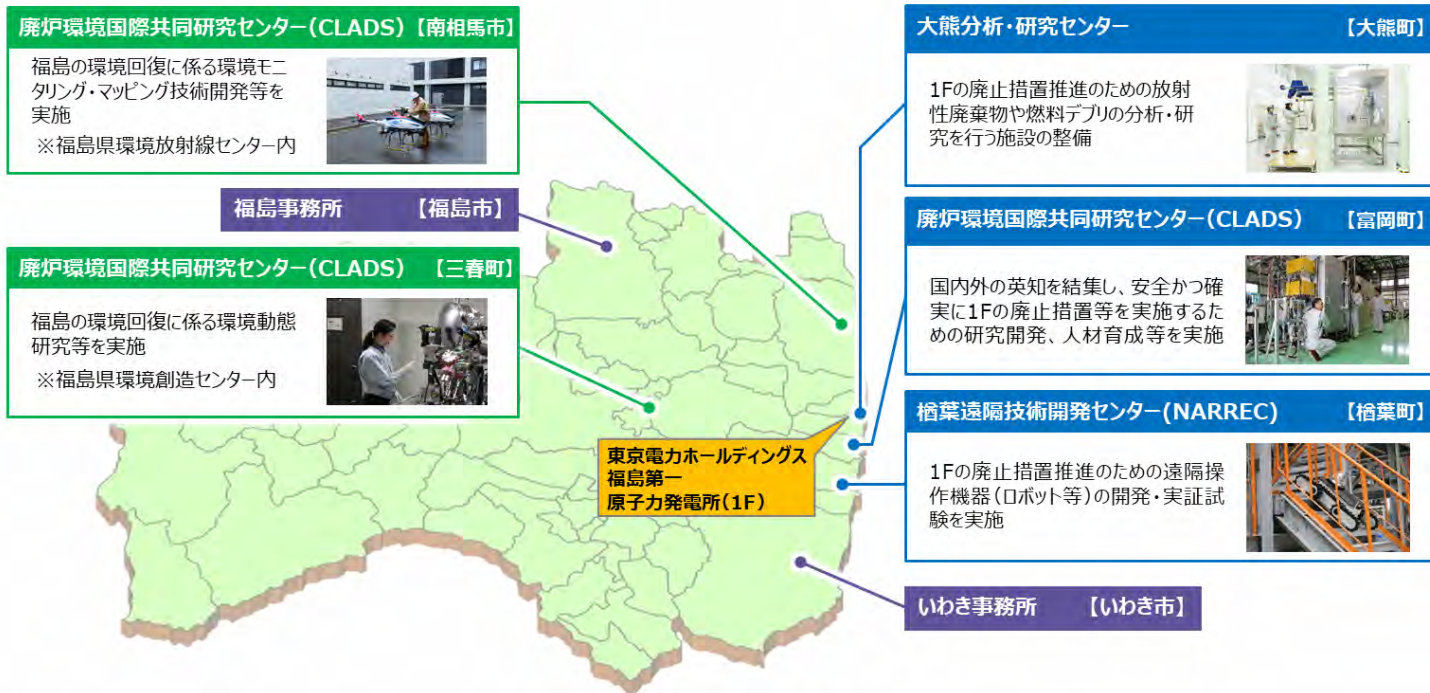 廃炉環境国際共同研究センター(CLADS)【南相馬市】
福島の環境回復に係る環境モニ
タリング・マッピング技術開発等を
実施
※福島県環境放射線センター内
福島事務所 【福島市】
廃炉環境国際共同研究センター(CLADS) 【三春町】
福島の環境回復に係る環境動態
研究等を実施
※福島県環境創造センター内
大熊分析・研究センター 【大熊町】
1Fの廃止措置推進のための放射
性廃棄物や燃料デブリの分析・研
究を行う施設の整備
廃炉環境国際共同研究センター(CLADS) 【富岡町】
国内外の英知を結集し、安全かつ確
実に1Fの廃止措置等を実施するた
めの研究開発、人材育成等を実施
楢葉遠隔技術開発センター(NARREC) 【楢葉町】
1Fの廃止措置推進のための遠隔操
作機器(ロボット等)の開発・実証試
験を実施
東京電力ホールディングス
福島第一
原子力発電所(1F)
いわき事務所 【いわき市】